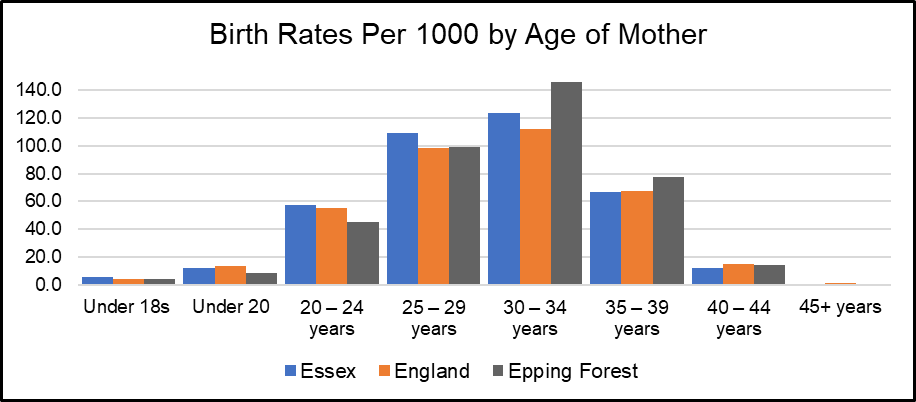 Birth Rates Per 1000 by Age of Mother
140.0
120.0
100.0
80.0
60.0
40.0
20.0
0.0
Under 18s Under 20 20 – 24 25 – 29 30 – 34 35 – 39 40 – 44 45+ years
years years years years years
Essex England Epping Forest